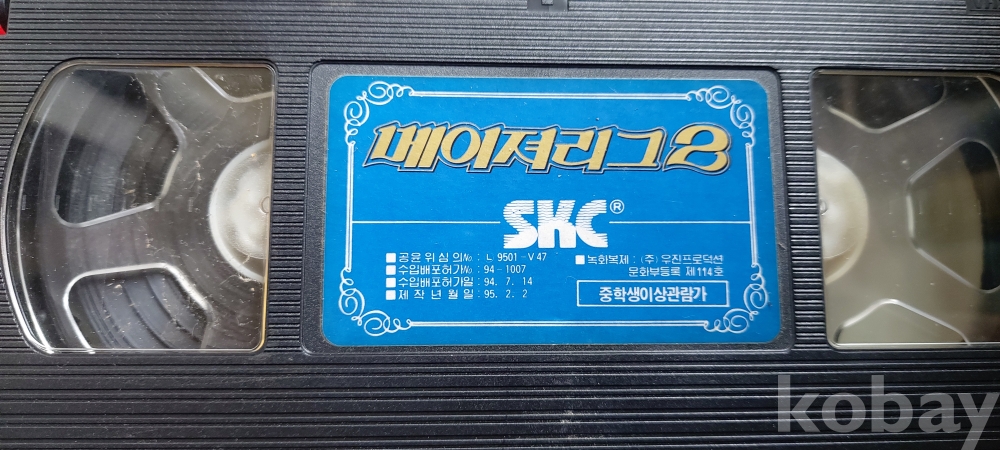 메이져리그2
SKC®
■ 공윤위심의No : ㄴ 9501-V47
■ 수입배포허가No : 94-1007
■ 수입배포허가일 : 94. 7. 14
■ 제작년월일 : 95. 2. 2
■ 녹화복제 : (주) 우진프로덕션
문화부등록 제114호
중학생이상관람가
kobay